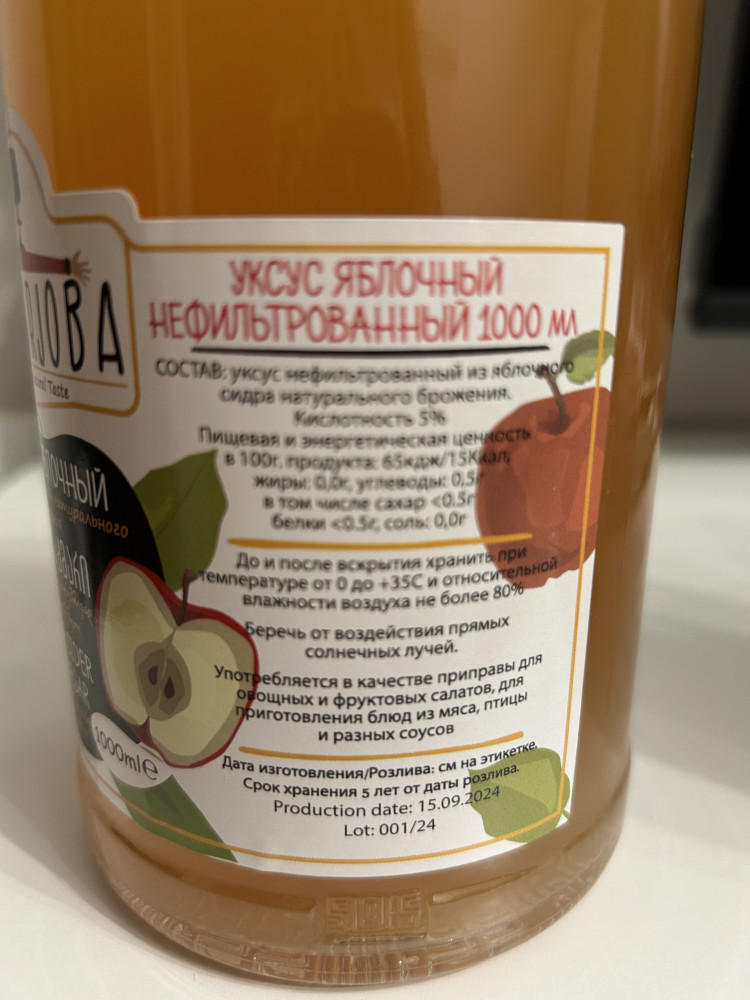 УКСУС ЯБЛОЧНЫЙ
НЕФИЛЬТРОВАННЫЙ 1000 мл
СОСТАВ: уксус нефильтрованный из яблочного
сидра натурального брожения.
Кислотность 5%
Пищевая и энергетическая ценность
в 100г. продукта: 65кдж/15Ккал,
жиры: 0,0г, углеводы: 0,5г
в том числе сахар <0.5г
белки <0.5г, соль: 0,0г
До и после вскрытия хранить при
температуре от 0 до +35С и относительной
влажности воздуха не более 80%
Беречь от воздействия прямых
солнечных лучей.
Употребляется в качестве приправы для
овощных и фруктовых салатов, для
приготовления блюд из мяса, птицы
и разных соусов
Дата изготовления/Розлива: см на этикетке.
Срок хранения 5 лет от даты розлива.
Production date: 15.09.2024
Lot: 001/24
Taste
1000ml e